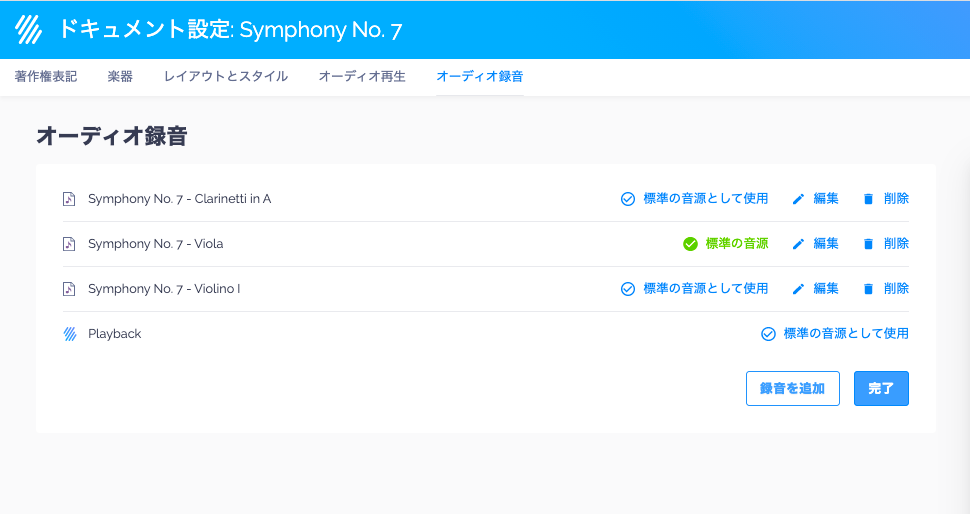 ドキュメント設定: Symphony No. 7
著作権表記 楽器 レイアウトとスタイル オーディオ再生 オーディオ録音
オーディオ録音
Symphony No. 7 - Clarinetti in A 標準の音源として使用 編集 削除
Symphony No. 7 - Viola 標準の音源 編集 削除
Symphony No. 7 - Violino I 標準の音源として使用 編集 削除
Playback 標準の音源として使用
録音を追加 完了